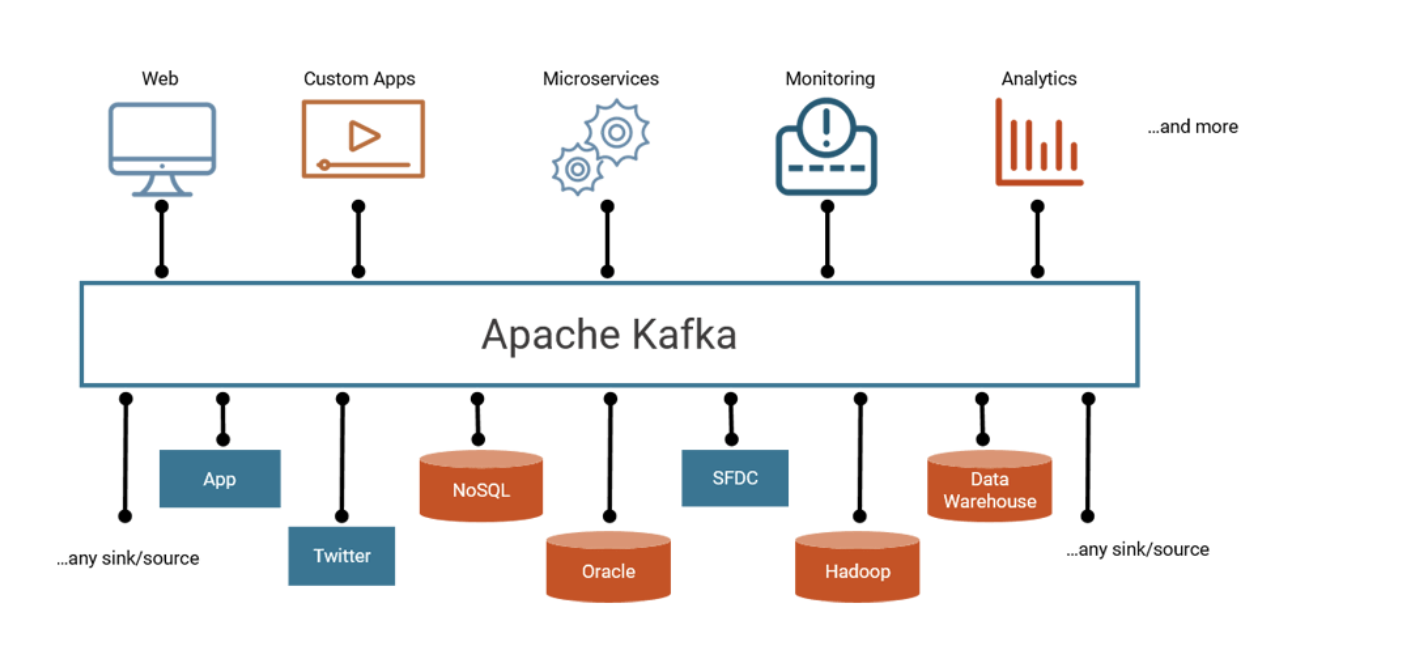 Web
Custom Apps
Microservices
Monitoring
Analytics
...and more
Apache Kafka
App
NoSQL
SFDC
Data
Warehouse
...any sink/source
Twitter
Oracle
Hadoop
...any sink/source